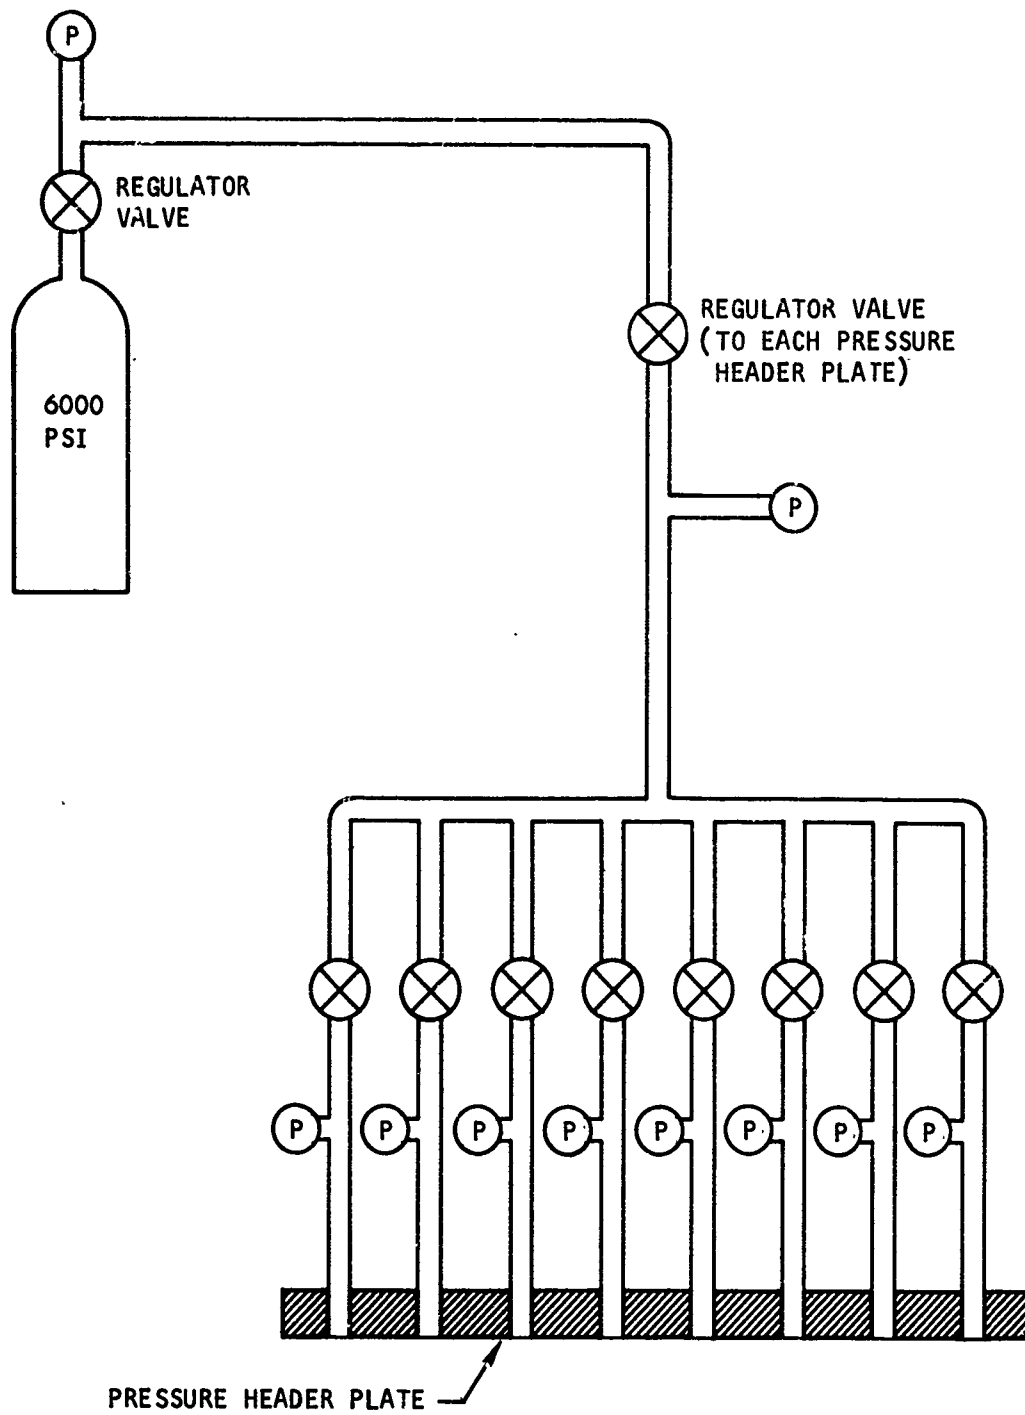 P
REGULATOR
VALVE
REGULATOR VALVE
(TO EACH PRESSURE
HEADER PLATE)
6000
PSI
P
P P P P P P P P
PRESSURE HEADER PLATE